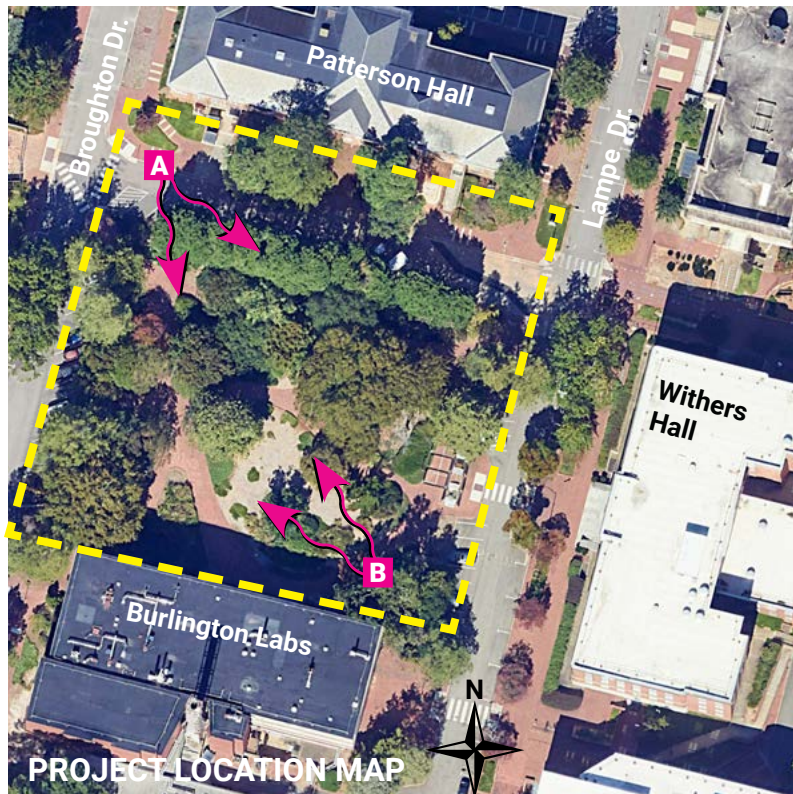 Broughton Dr.
Patterson Hall
Lampe Dr.
A
Withers
Hall
B
Burlington Labs
N
PROJECT LOCATION MAP